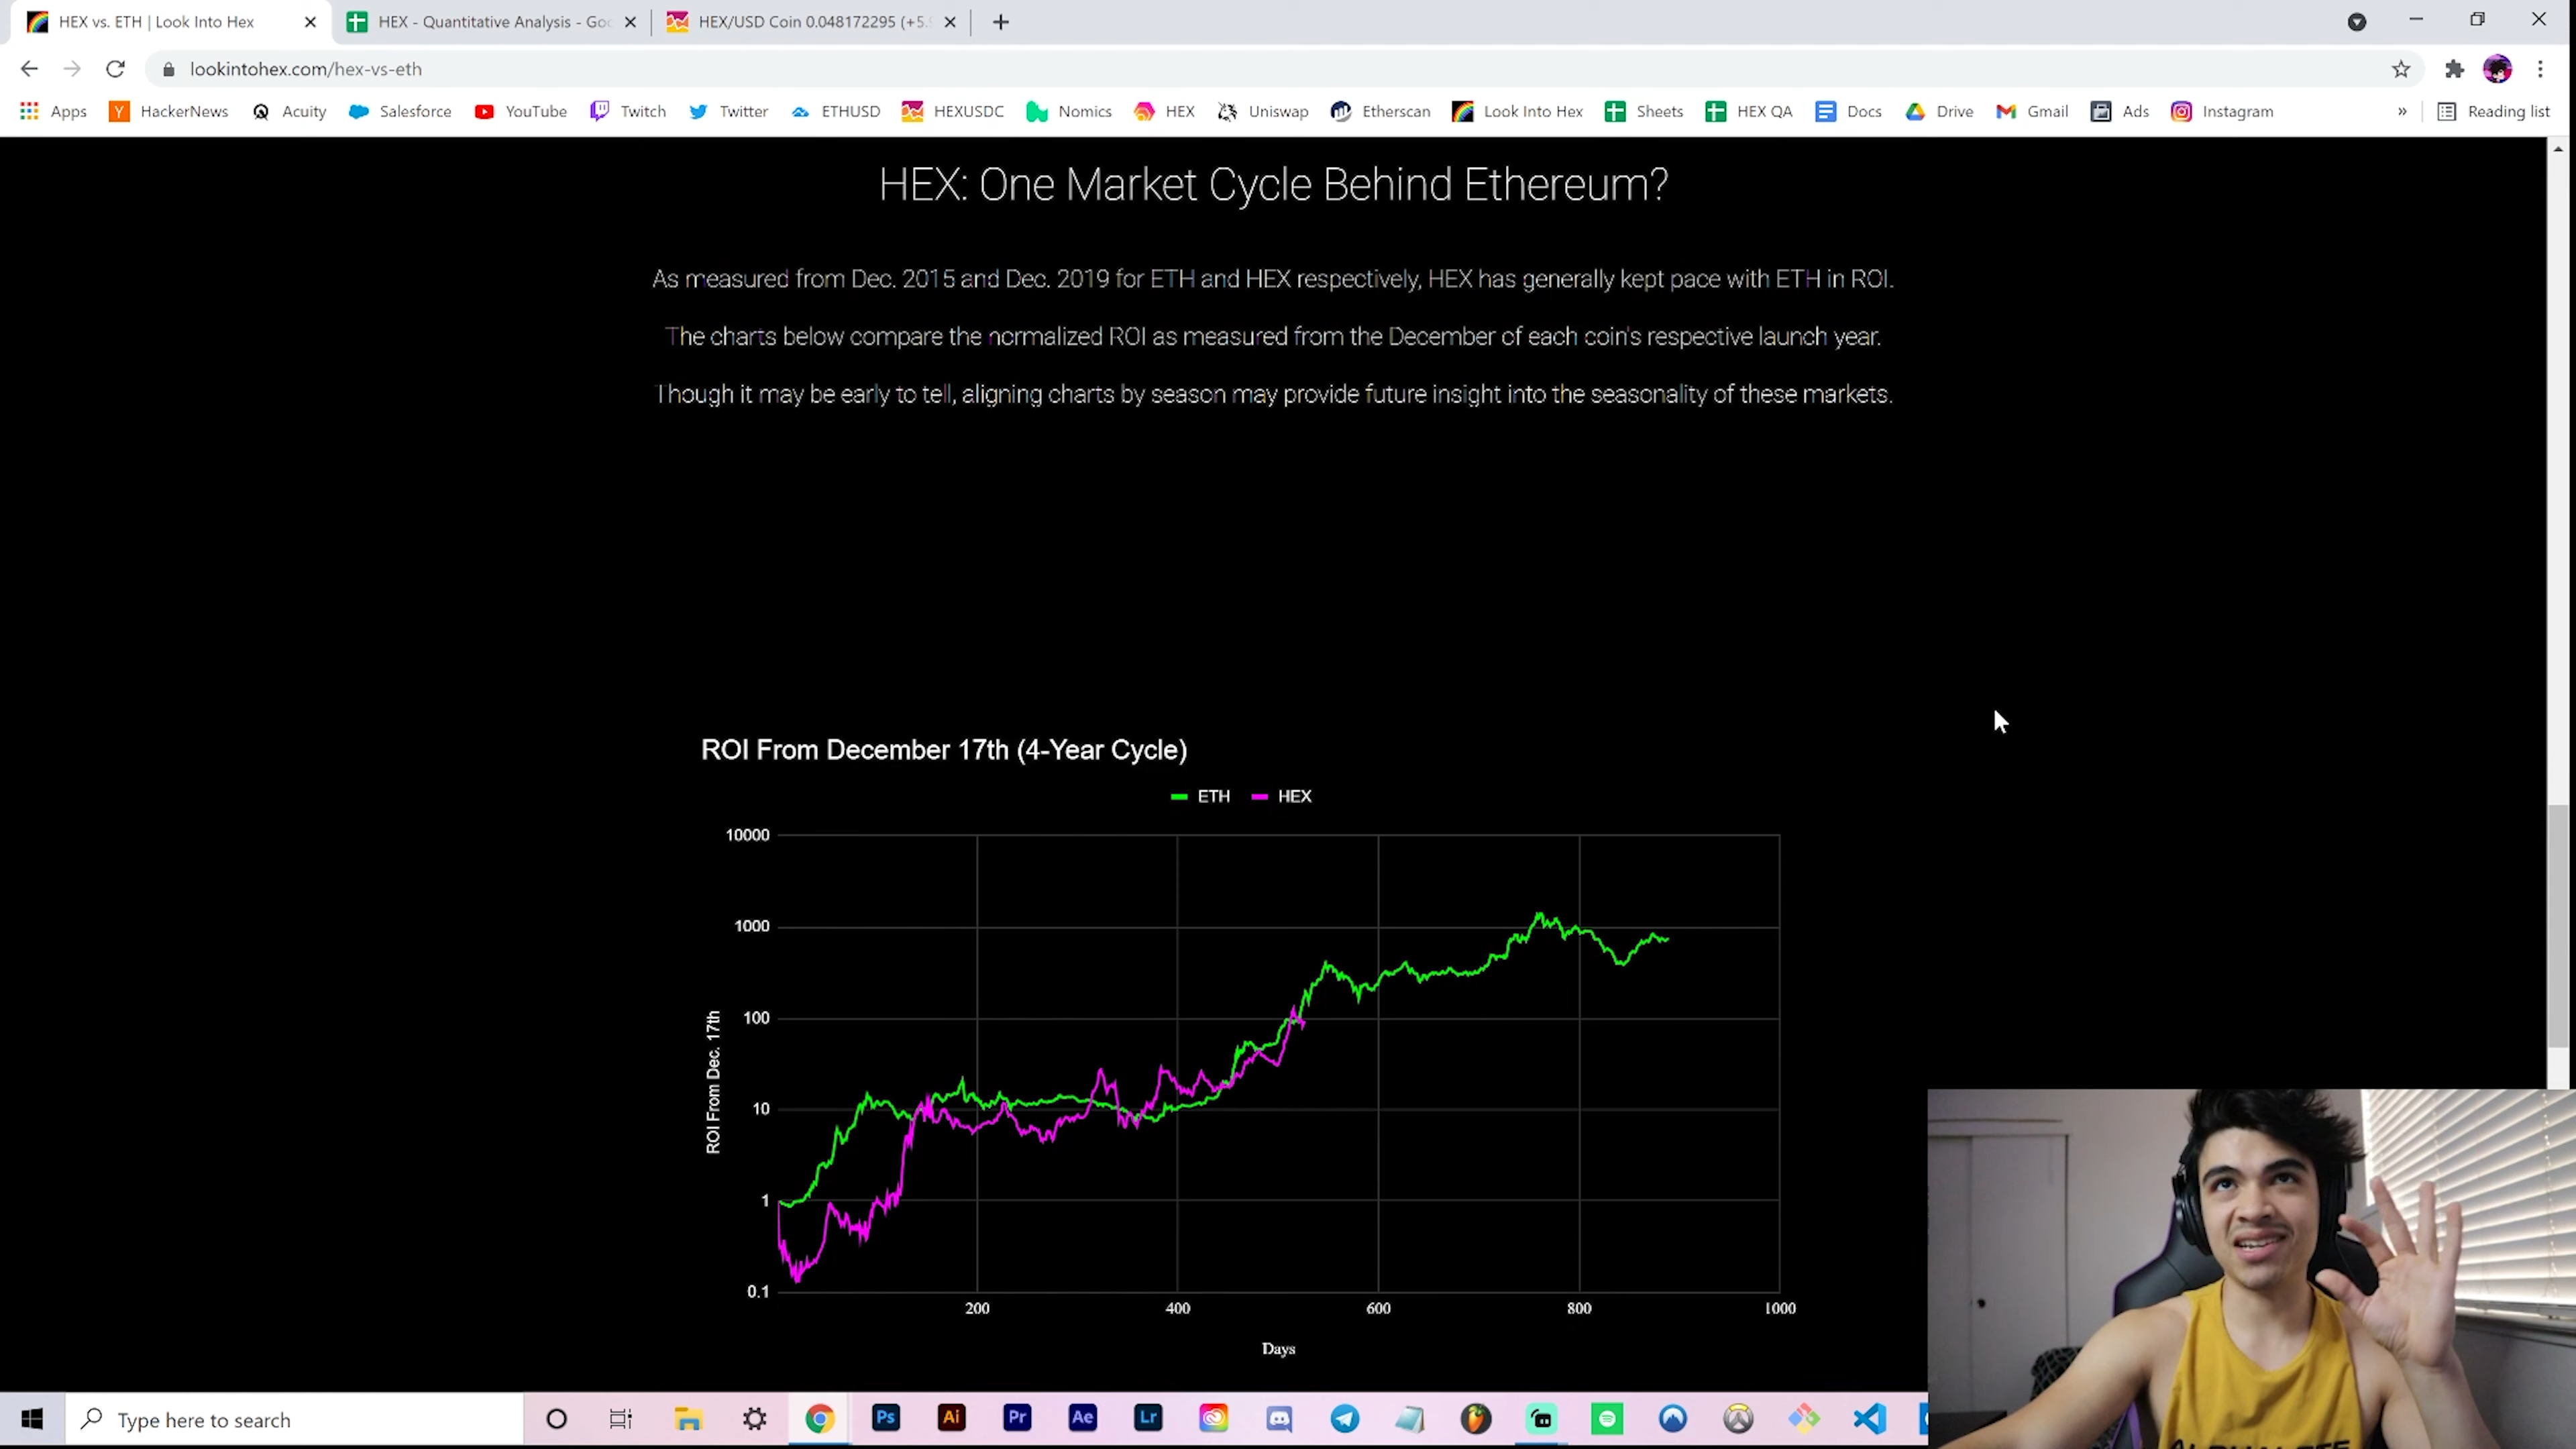 HEX vs. ETH | Look Into Hex
HEX - Quantitative Analysis - Goo
HEX/USD Coin 0.048172295 (+5.
lookintohex.com/hex-vs-eth
Apps HackerNews Acuity Salesforce YouTube Twitch Twitter ETHUSD HEXUSDC Nomics HEX Uniswap Etherscan Look Into Hex Sheets HEX QA Docs Drive Gmail Ads Instagram » Reading list
HEX: One Market Cycle Behind Ethereum?
As measured from Dec. 2015 and Dec. 2019 for ETH and HEX respectively, HEX has generally kept pace with ETH in ROI.
The charts below compare the normalized ROI as measured from the December of each coin's respective launch year.
Though it may be early to tell, aligning charts by season may provide future insight into the seasonality of these markets.
ROI From December 17th (4-Year Cycle)
ETH HEX
10000
1000
100
10
1
0.1
ROI From Dec. 17th
200 400 600 800 1000
Days
Type here to search
Ps Ai Pr Ae Lr